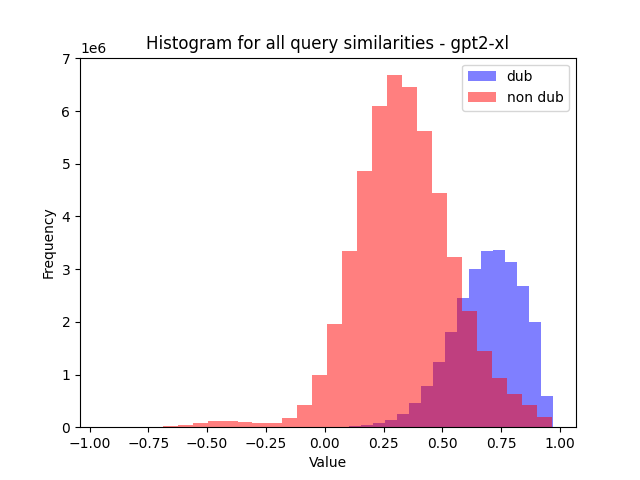 Histogram for all query similarities - gpt2-xl
1e6
dub
non dub
7
6
5
4
3
2
1
0
Frequency
−1.00 −0.75 −0.50 −0.25 0.00 0.25 0.50 0.75 1.00
Value